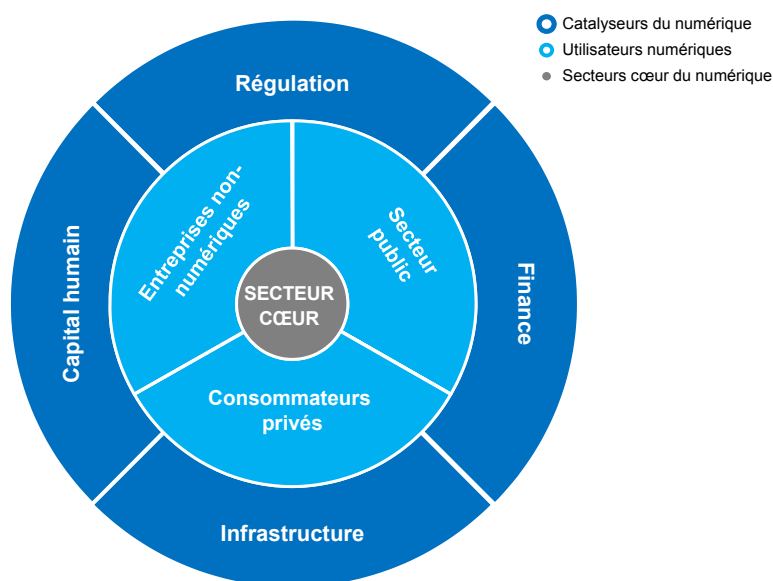 Catalyseurs du numérique
Utilisateurs numériques
Secteurs cœur du numérique
Régulation
Entreprises non-
numériques
Secteur
public
Capital humain
SECTEUR
CŒUR
Finance
Consommateurs
privés
Infrastructure